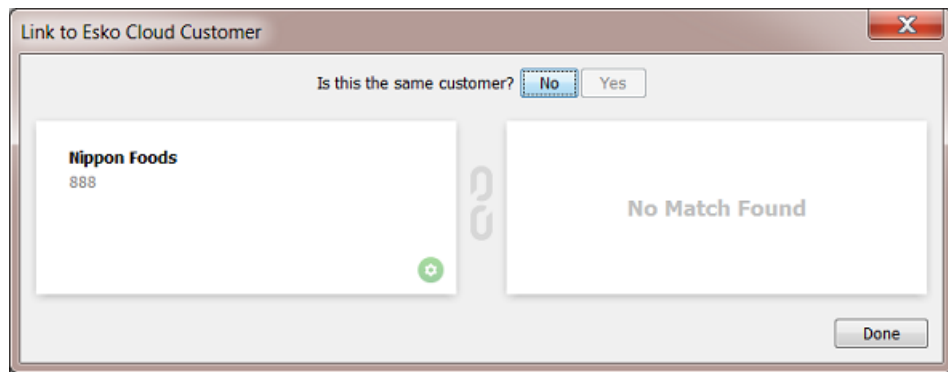 Link to Esko Cloud Customer
Is this the same customer? No Yes
Nippon Foods
888
No Match Found
Done